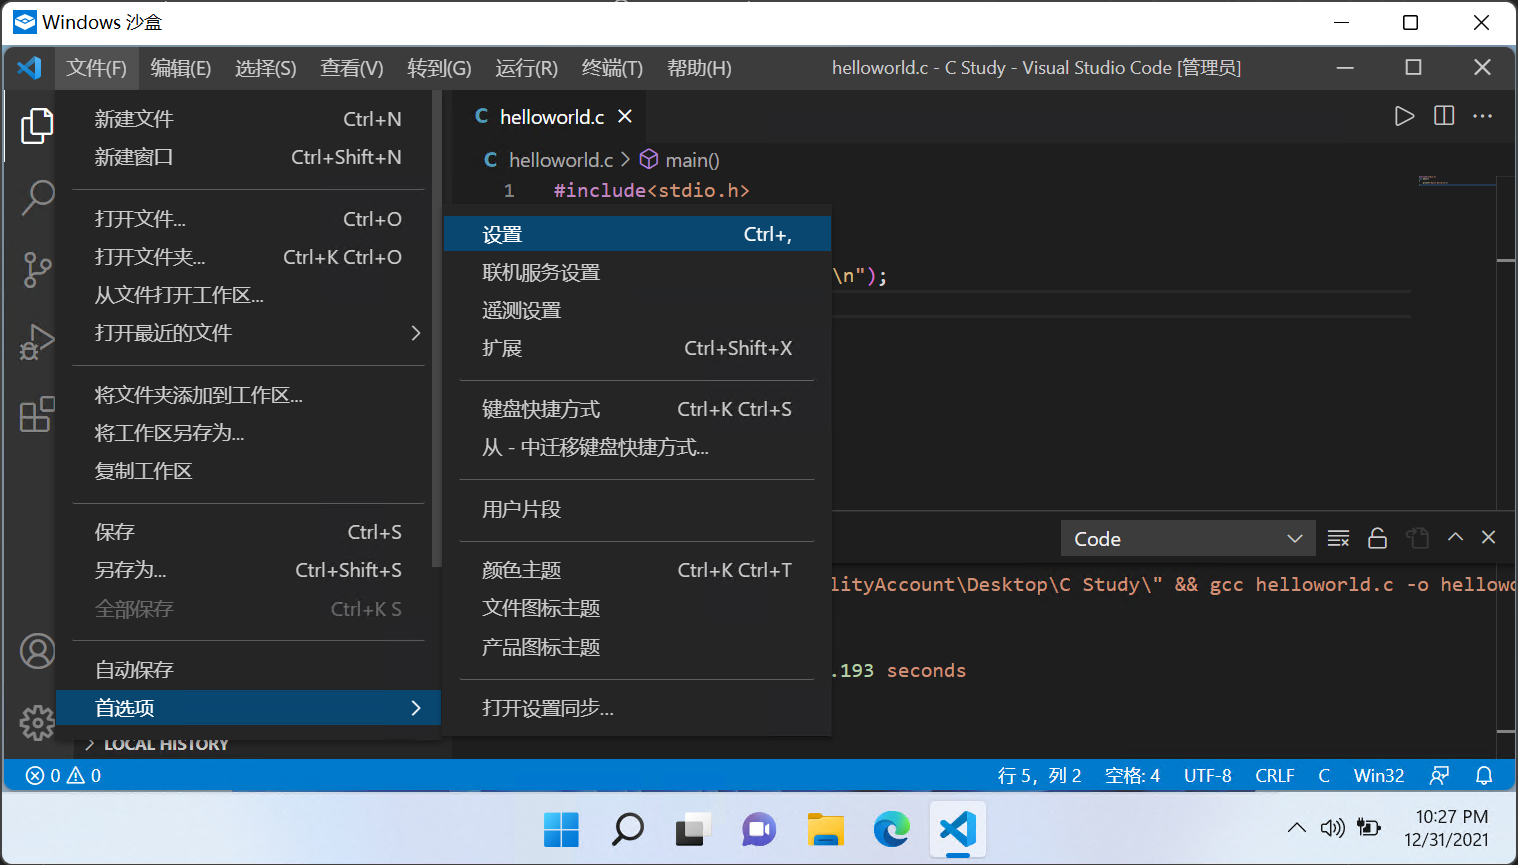 Windows 沙盒
文件(F) 编辑(E) 选择(S) 查看(V) 转到(G) 运行(R) 终端(T) 帮助(H) helloworld.c - C Study - Visual Studio Code [管理员]
新建文件 Ctrl+N
新建窗口 Ctrl+Shift+N
打开文件... Ctrl+O
打开文件夹... Ctrl+K Ctrl+O
从文件打开工作区...
打开最近的文件
将文件夹添加到工作区...
将工作区另存为...
复制工作区
保存 Ctrl+S
另存为... Ctrl+Shift+S
全部保存 Ctrl+K S
自动保存
首选项
LOCAL HISTORY
C helloworld.c
C helloworld.c > main()
1 #include<stdio.h>
设置 Ctrl+,
联机服务设置
遥测设置
扩展 Ctrl+Shift+X
键盘快捷方式 Ctrl+K Ctrl+S
从 - 中迁移键盘快捷方式...
用户片段
颜色主题 Ctrl+K Ctrl+T
文件图标主题
产品图标主题
打开设置同步...
\n");
Code
lityAccount\Desktop\C Study\" && gcc helloworld.c -o hellowo
.193 seconds
0 0 行 5，列 2 空格: 4 UTF-8 CRLF C Win32
10:27 PM
12/31/2021